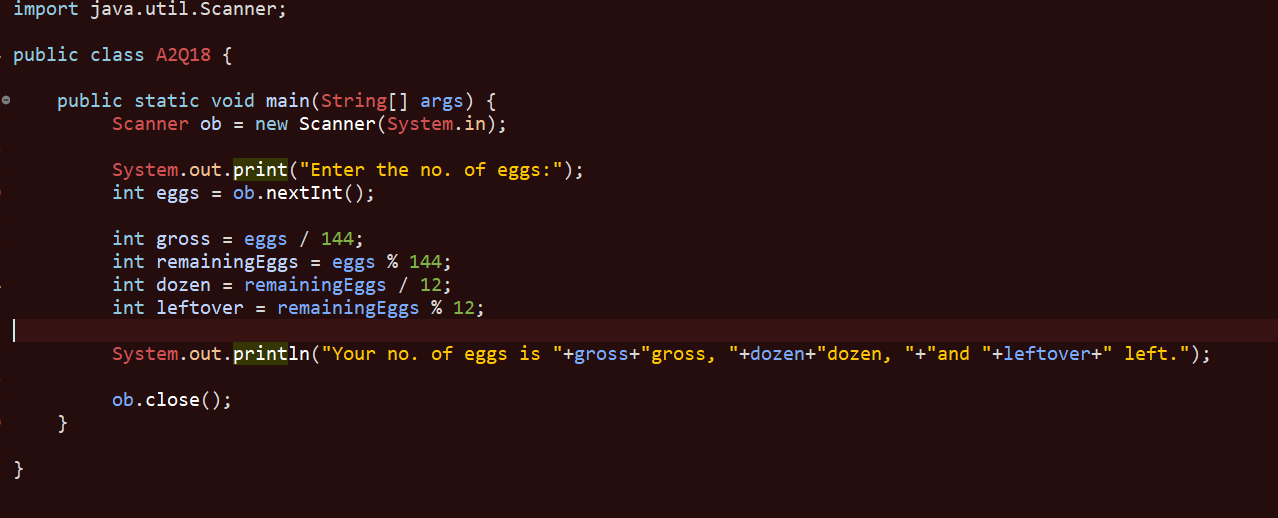 import java.util.Scanner;
public class A2Q18 {
public static void main(String[] args) {
Scanner ob = new Scanner(System.in);
System.out.print("Enter the no. of eggs:");
int eggs = ob.nextInt();
int gross = eggs / 144;
int remainingEggs = eggs % 144;
int dozen = remainingEggs / 12;
int leftover = remainingEggs % 12;
System.out.println("Your no. of eggs is "+gross+"gross, "+dozen+"dozen, "+"and "+leftover+" left.");
ob.close();
}
}